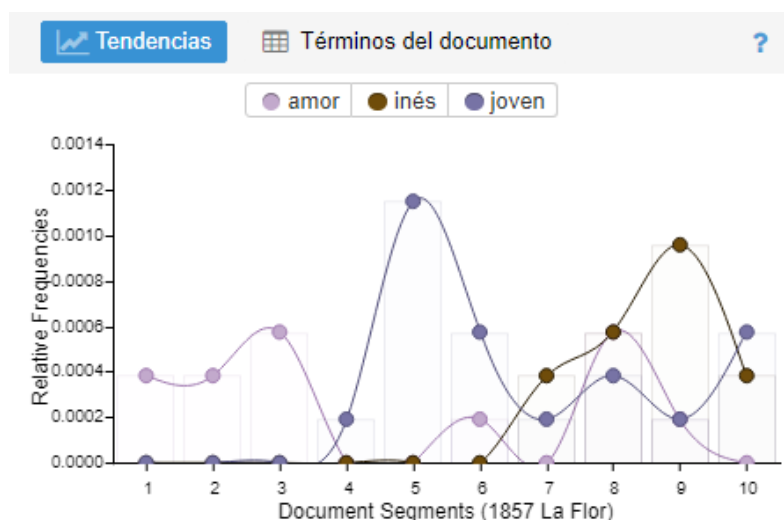 Tendencias Términos del documento ?
amor inés joven
0.0014
0.0012
0.0010
0.0008
0.0006
0.0004
0.0002
0.0000
Relative Frequencies
1 2 3 4 5 6 7 8 9 10
Document Segments (1857 La Flor)